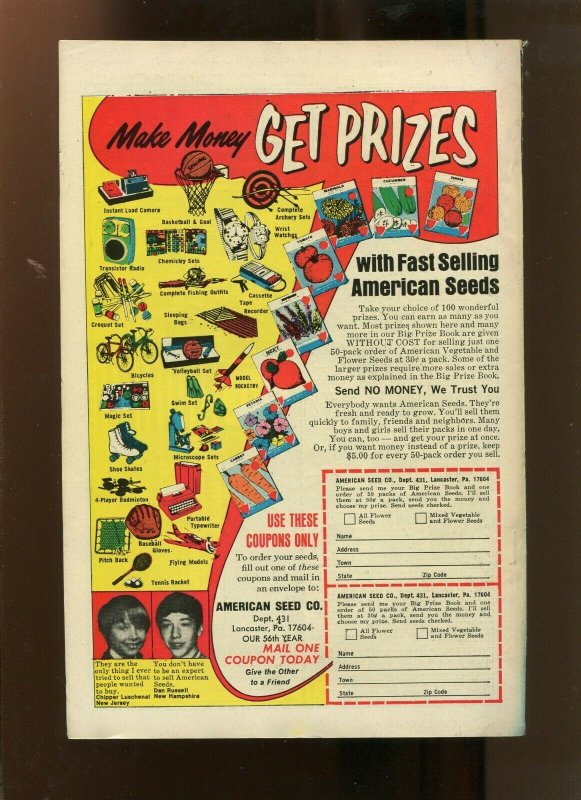 Make Money GET PRIZES
Instant Load Camera
Basketball & Goal
Complete
Archery Sets
Transistor Radio
Chemistry Sets
Wrist
Watches
Complete Fishing Outfits
Cassette
Tape
Recorder
Croquet Set
Sleeping
Bags
Bicycles
Volleyball Set
MODEL
ROCKETRY
Magic Set
Swim Set
Shoe Skates
Microscope Sets
4-Player Badminton
Portable
Typewriter
Baseball
Gloves
Pitch Back
Flying Models
Tennis Racket
MARIGOLD
CUCUMBER
ZINNIA
TOMATO
BEET
CARROT
with Fast Selling
American Seeds
Take your choice of 100 wonderful
prizes. You can earn as many as you
want. Most prizes shown here and many
more in our Big Prize Book are given
WITHOUT COST for selling just one
50-pack order of American Vegetable and
Flower Seeds at 30¢ a pack. Some of the
larger prizes require more sales or extra
money as explained in the Big Prize Book.
Send NO MONEY, We Trust You
Everybody wants American Seeds. They're
fresh and ready to grow. You'll sell them
quickly to family, friends and neighbors. Many
boys and girls sell their packs in one day,
You can, too — and get your prize at once.
Or, if you want money instead of a prize, keep
$5.00 for every 50-pack order you sell.
USE THESE
COUPONS ONLY
To order your seeds,
fill out one of these
coupons and mail in
an envelope to:
AMERICAN SEED CO.
Dept. 431
Lancaster, Pa. 17604
OUR 56th YEAR
MAIL ONE
COUPON TODAY
Give the Other
to a Friend
AMERICAN SEED CO., Dept. 431, Lancaster, Pa. 17604
Please send me your Big Prize Book and one
order of 50 packs of American Seeds. I'll sell
them at 30¢ a pack, send you the money and
choose my prize. Send seeds checked.
All Flower
Seeds
Mixed Vegetable
and Flower Seeds
Name
Address
Town
State Zip Code
AMERICAN SEED CO., Dept. 431, Lancaster, Pa. 17604
Please send me your Big Prize Book and one
order of 50 packs of American Seeds. I'll sell
them at 30¢ a pack, send you the money and
choose my prize. Send seeds checked.
All Flower
Seeds
Mixed Vegetable
and Flower Seeds
Name
Address
Town
State Zip Code
They are the
only thing I ever
tried to sell that
people wanted
to buy.
Chipper Luschenat
New Jersey
You don't have
to be an expert
to sell American
Seeds.
Dan Russell
New Hampshire